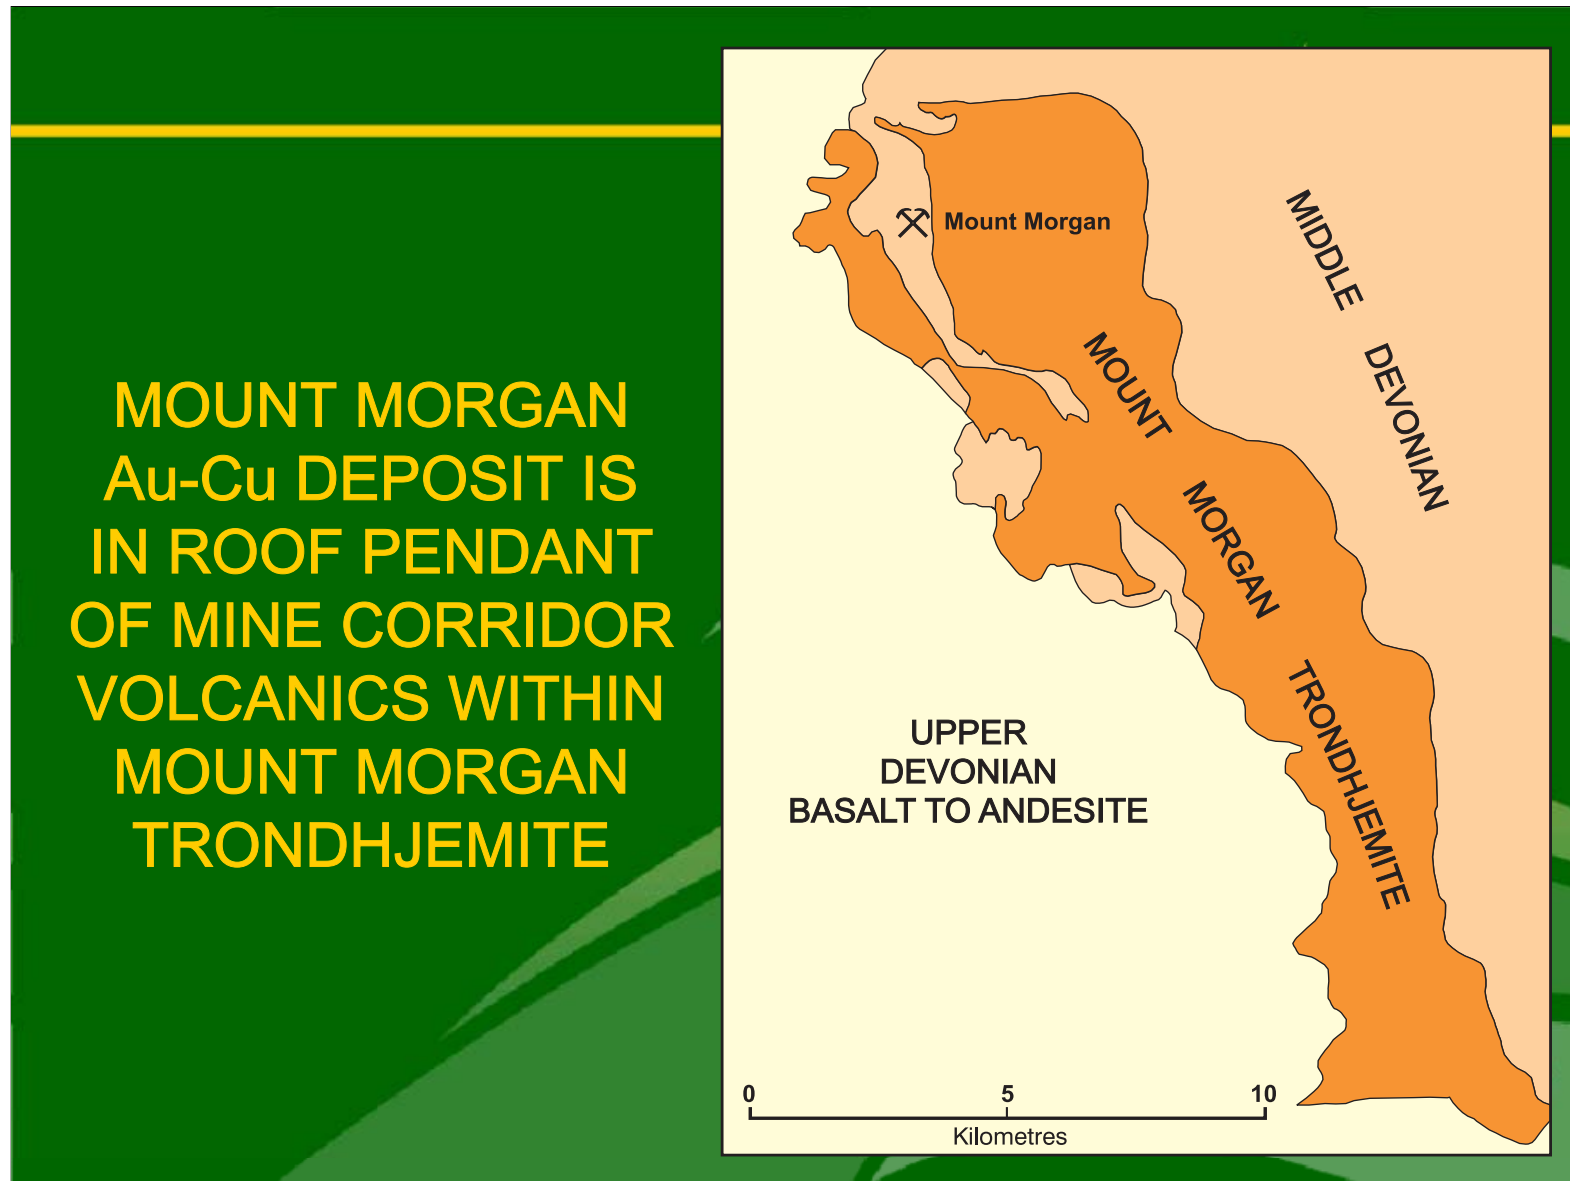 MOUNT MORGAN
Au-Cu DEPOSIT IS
IN ROOF PENDANT
OF MINE CORRIDOR
VOLCANICS WITHIN
MOUNT MORGAN
TRONDHJEMITE
Mount Morgan
MIDDLE DEVONIAN
MOUNT MORGAN TRONDHJEMITE
UPPER
DEVONIAN
BASALT TO ANDESITE
0 5 10
Kilometres